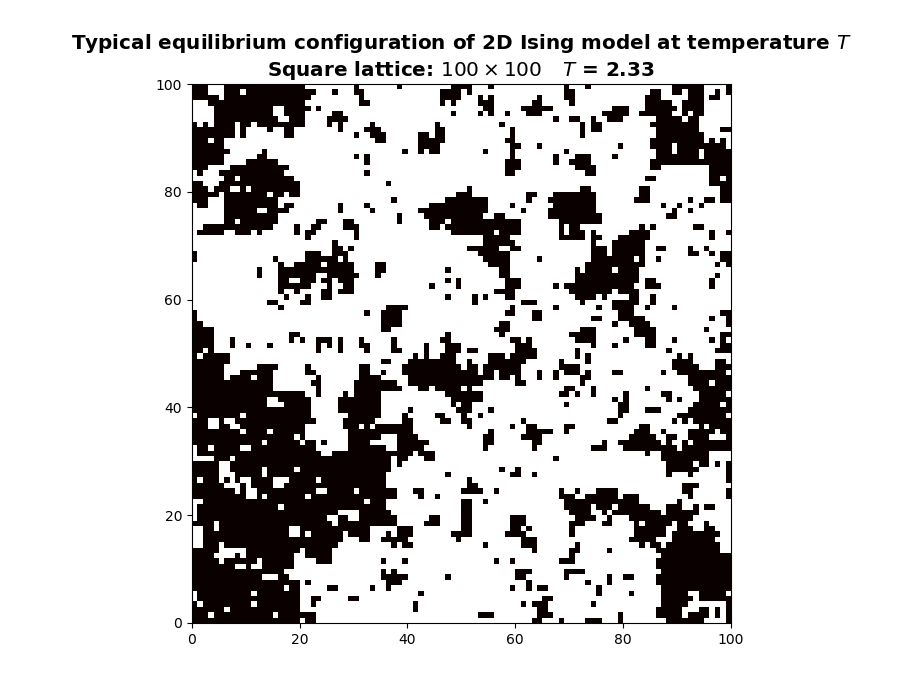 Typical equilibrium configuration of 2D Ising model at temperature T
Square lattice: 100 × 100 T = 2.33
100
80
60
40
20
0
0 20 40 60 80 100